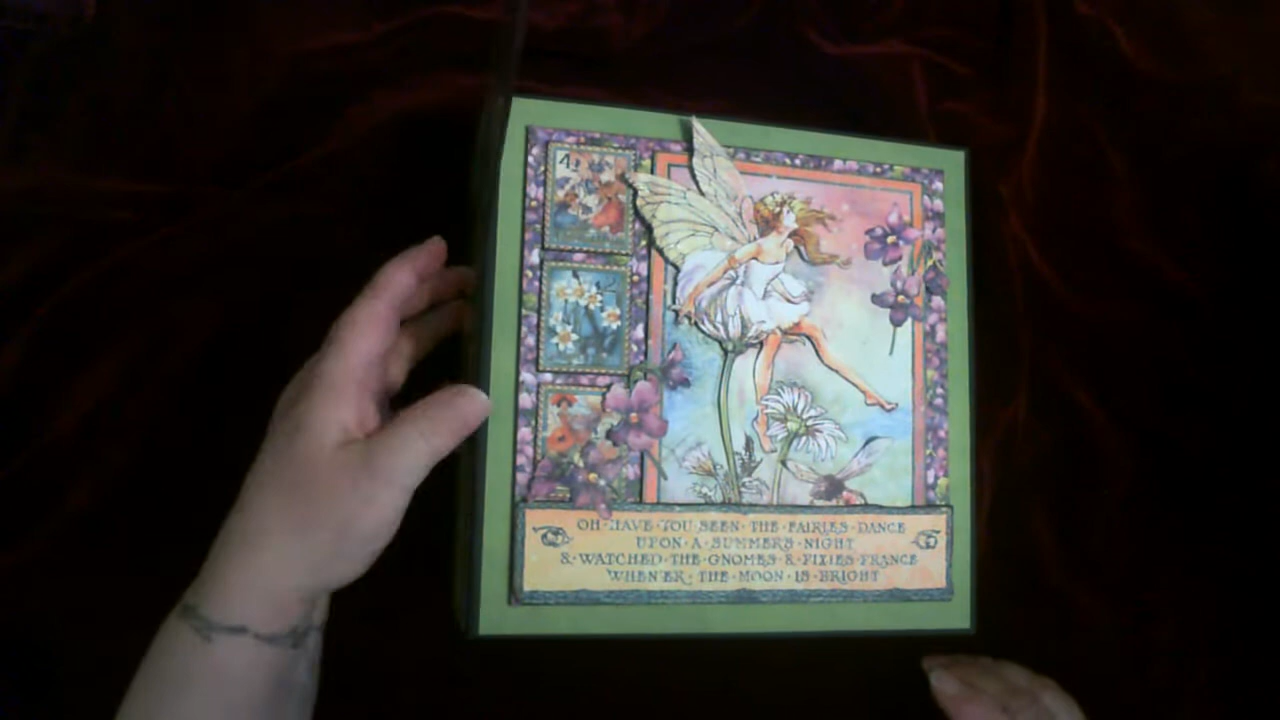 4
OH·HAVE·YOU·SEEN·THE·FAIRIES·DANCE
UPON·A·SUMMERS·NIGHT
&·WATCHED·THE·GNOMES·&·PIXIES·PRANCE
WHEN'ER·THE·MOON·IS·BRIGHT